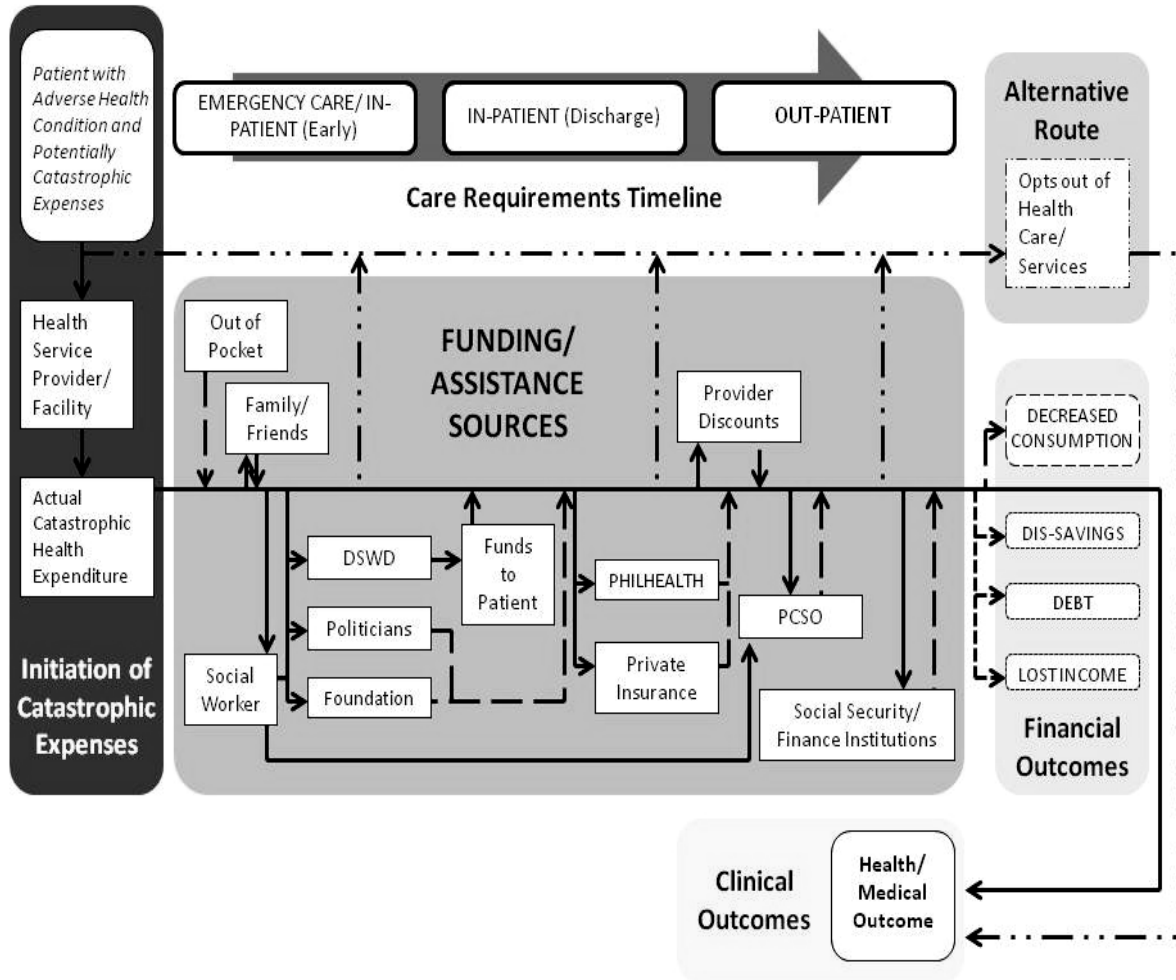 Patient with
Adverse Health
Condition and
Potentially
Catastrophic
Expenses
EMERGENCY CARE/ IN-
PATIENT (Early)
IN-PATIENT (Discharge)
OUT-PATIENT
Care Requirements Timeline
Alternative
Route
Opts out of
Health
Care/
Services
Health
Service
Provider/
Facility
Actual
Catastrophic
Health
Expenditure
Initiation of
Catastrophic
Expenses
FUNDING/
ASSISTANCE
SOURCES
Out of
Pocket
Family/
Friends
Provider
Discounts
DSWD
Politicians
Foundation
Social
Worker
Funds
to
Patient
PHILHEALTH
Private
Insurance
PCSO
Social Security/
Finance Institutions
DECREASED
CONSUMPTION
DIS-SAVINGS
DEBT
LOST INCOME
Financial
Outcomes
Clinical
Outcomes
Health/
Medical
Outcome